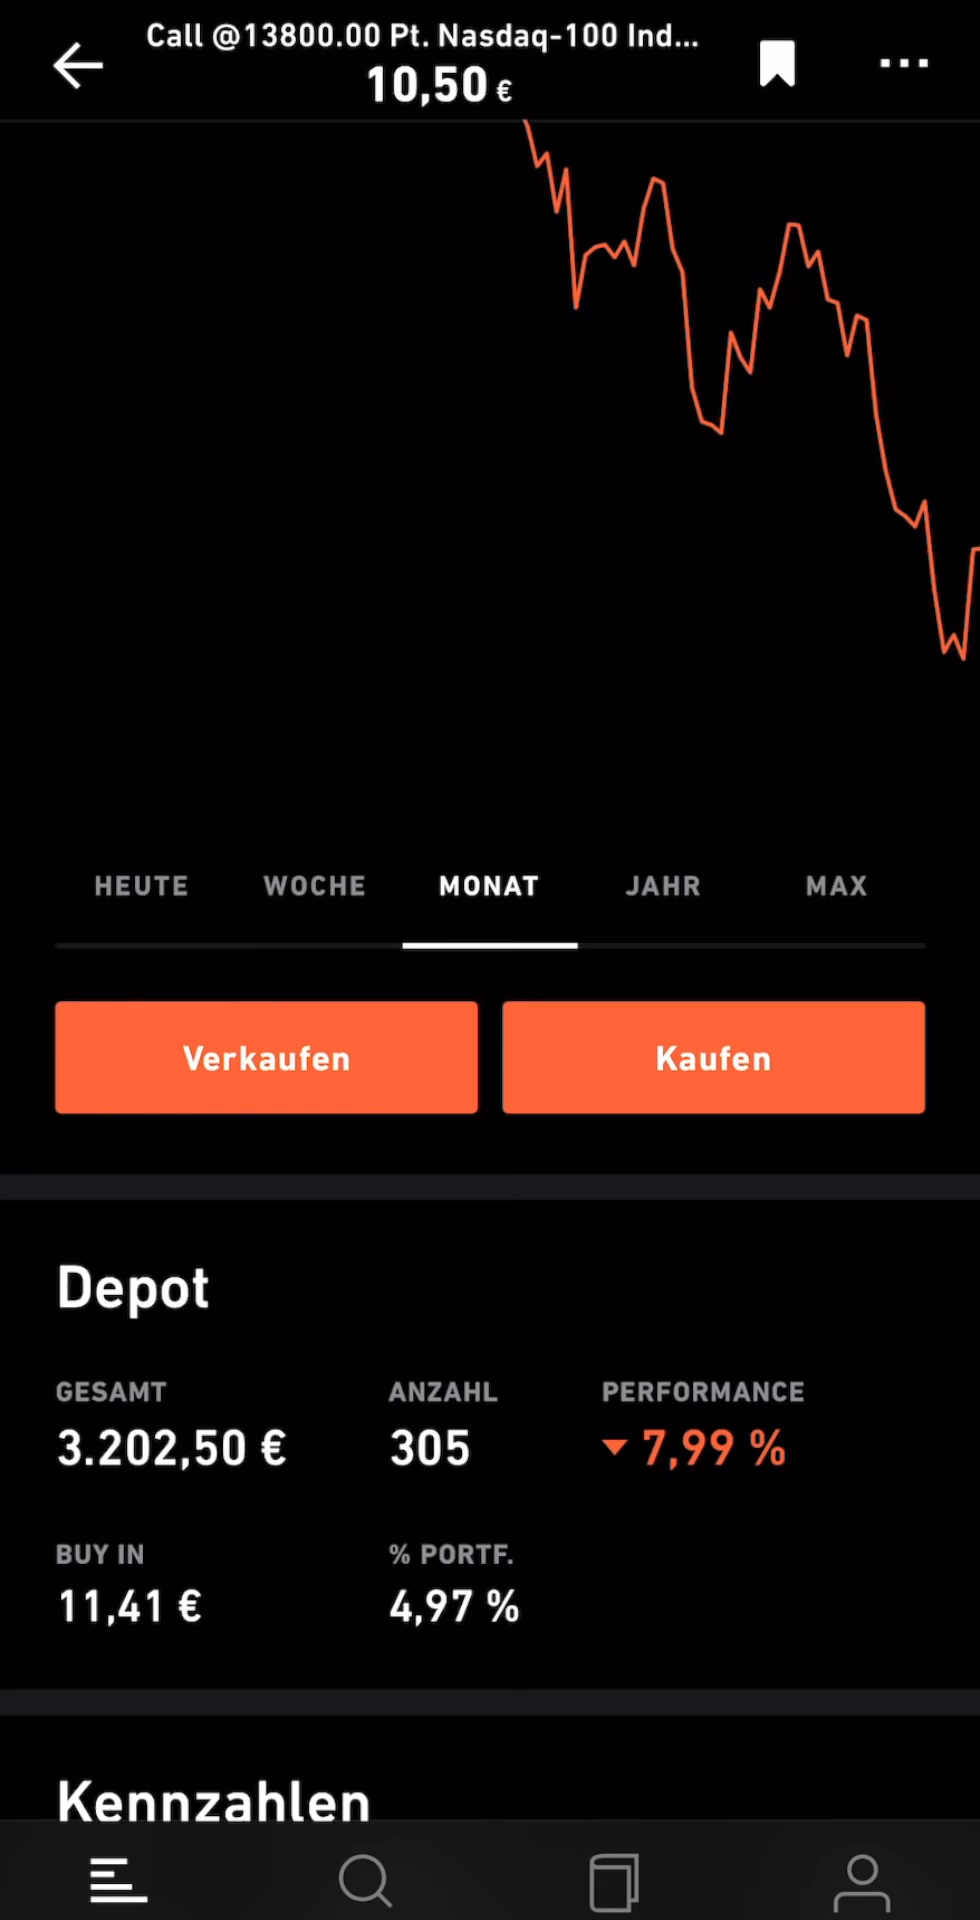 Call @13800.00 Pt. Nasdaq-100 Ind...
10,50 €
HEUTE WOCHE MONAT JAHR MAX
Verkaufen Kaufen
Depot
GESAMT ANZAHL PERFORMANCE
3.202,50 € 305 7,99 %
BUY IN % PORTF.
11,41 € 4,97 %
Kennzahlen